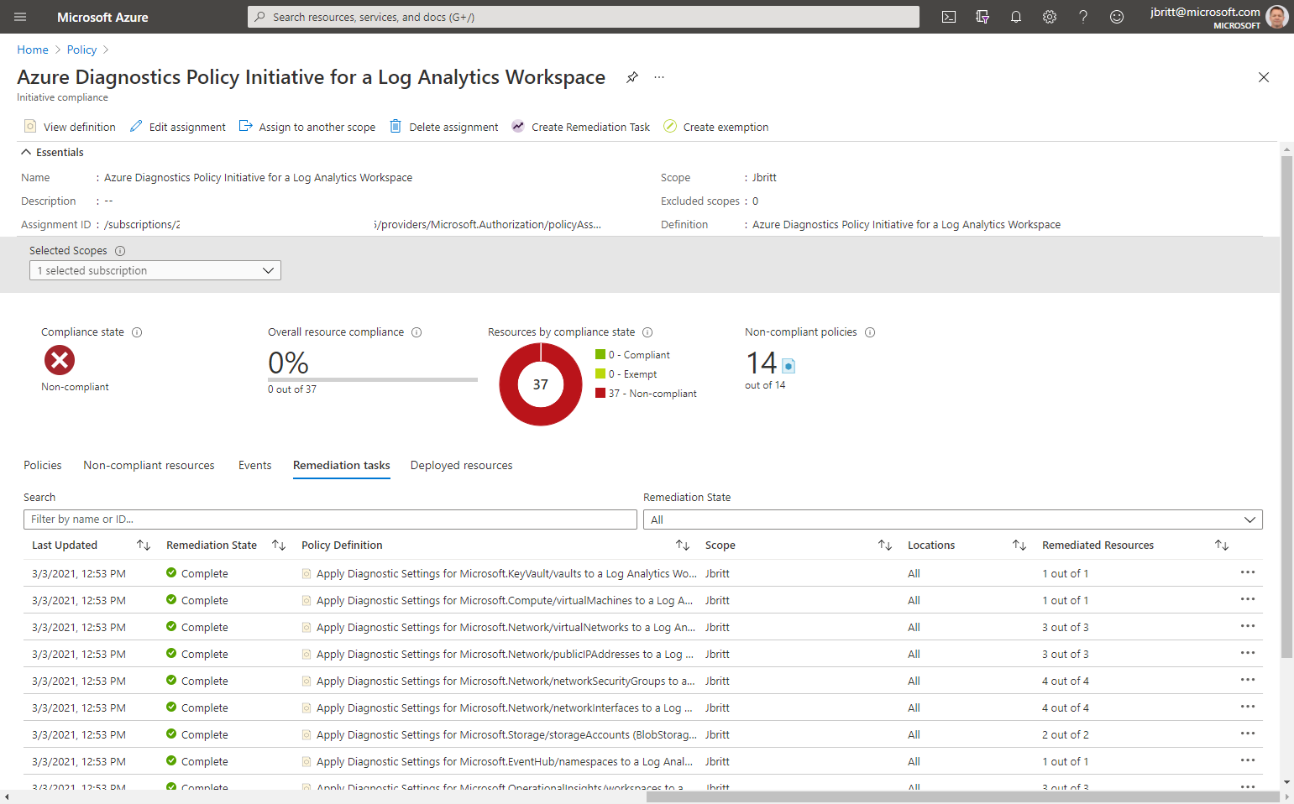 Microsoft Azure
Search resources, services, and docs (G+/)
jbritt@microsoft.com
MICROSOFT
Home > Policy >
Azure Diagnostics Policy Initiative for a Log Analytics Workspace
Initiative compliance
View definition Edit assignment Assign to another scope Delete assignment Create Remediation Task Create exemption
Essentials
Name : Azure Diagnostics Policy Initiative for a Log Analytics Workspace Scope : Jbritt
Description : -- Excluded scopes : 0
Assignment ID : /subscriptions/2 /providers/Microsoft.Authorization/policyAss... Definition : Azure Diagnostics Policy Initiative for a Log Analytics Workspace
Selected Scopes
1 selected subscription
Compliance state Overall resource compliance Resources by compliance state Non-compliant policies
Non-compliant
0%
0 out of 37
37
0 - Compliant
0 - Exempt
37 - Non-compliant
14
out of 14
Policies Non-compliant resources Events Remediation tasks Deployed resources
Search Remediation State
Filter by name or ID... All
Last Updated Remediation State Policy Definition Scope Locations Remediated Resources
3/3/2021, 12:53 PM Complete Apply Diagnostic Settings for Microsoft.KeyVault/vaults to a Log Analytics Wo... Jbritt All 1 out of 1
3/3/2021, 12:53 PM Complete Apply Diagnostic Settings for Microsoft.Compute/virtualMachines to a Log A... Jbritt All 1 out of 1
3/3/2021, 12:53 PM Complete Apply Diagnostic Settings for Microsoft.Network/virtualNetworks to a Log An... Jbritt All 3 out of 3
3/3/2021, 12:53 PM Complete Apply Diagnostic Settings for Microsoft.Network/publicIPAddresses to a Log ... Jbritt All 3 out of 3
3/3/2021, 12:53 PM Complete Apply Diagnostic Settings for Microsoft.Network/networkSecurityGroups to a... Jbritt All 4 out of 4
3/3/2021, 12:53 PM Complete Apply Diagnostic Settings for Microsoft.Network/networkInterfaces to a Log ... Jbritt All 4 out of 4
3/3/2021, 12:53 PM Complete Apply Diagnostic Settings for Microsoft.Storage/storageAccounts (BlobStorag... Jbritt All 2 out of 2
3/3/2021, 12:53 PM Complete Apply Diagnostic Settings for Microsoft.EventHub/namespaces to a Log Anal... Jbritt All 1 out of 1
3/3/2021, 12:53 PM Complete Apply Diagnostic Settings for Microsoft.OperationalInsights/workspaces to a Jbritt All 3 out of 3